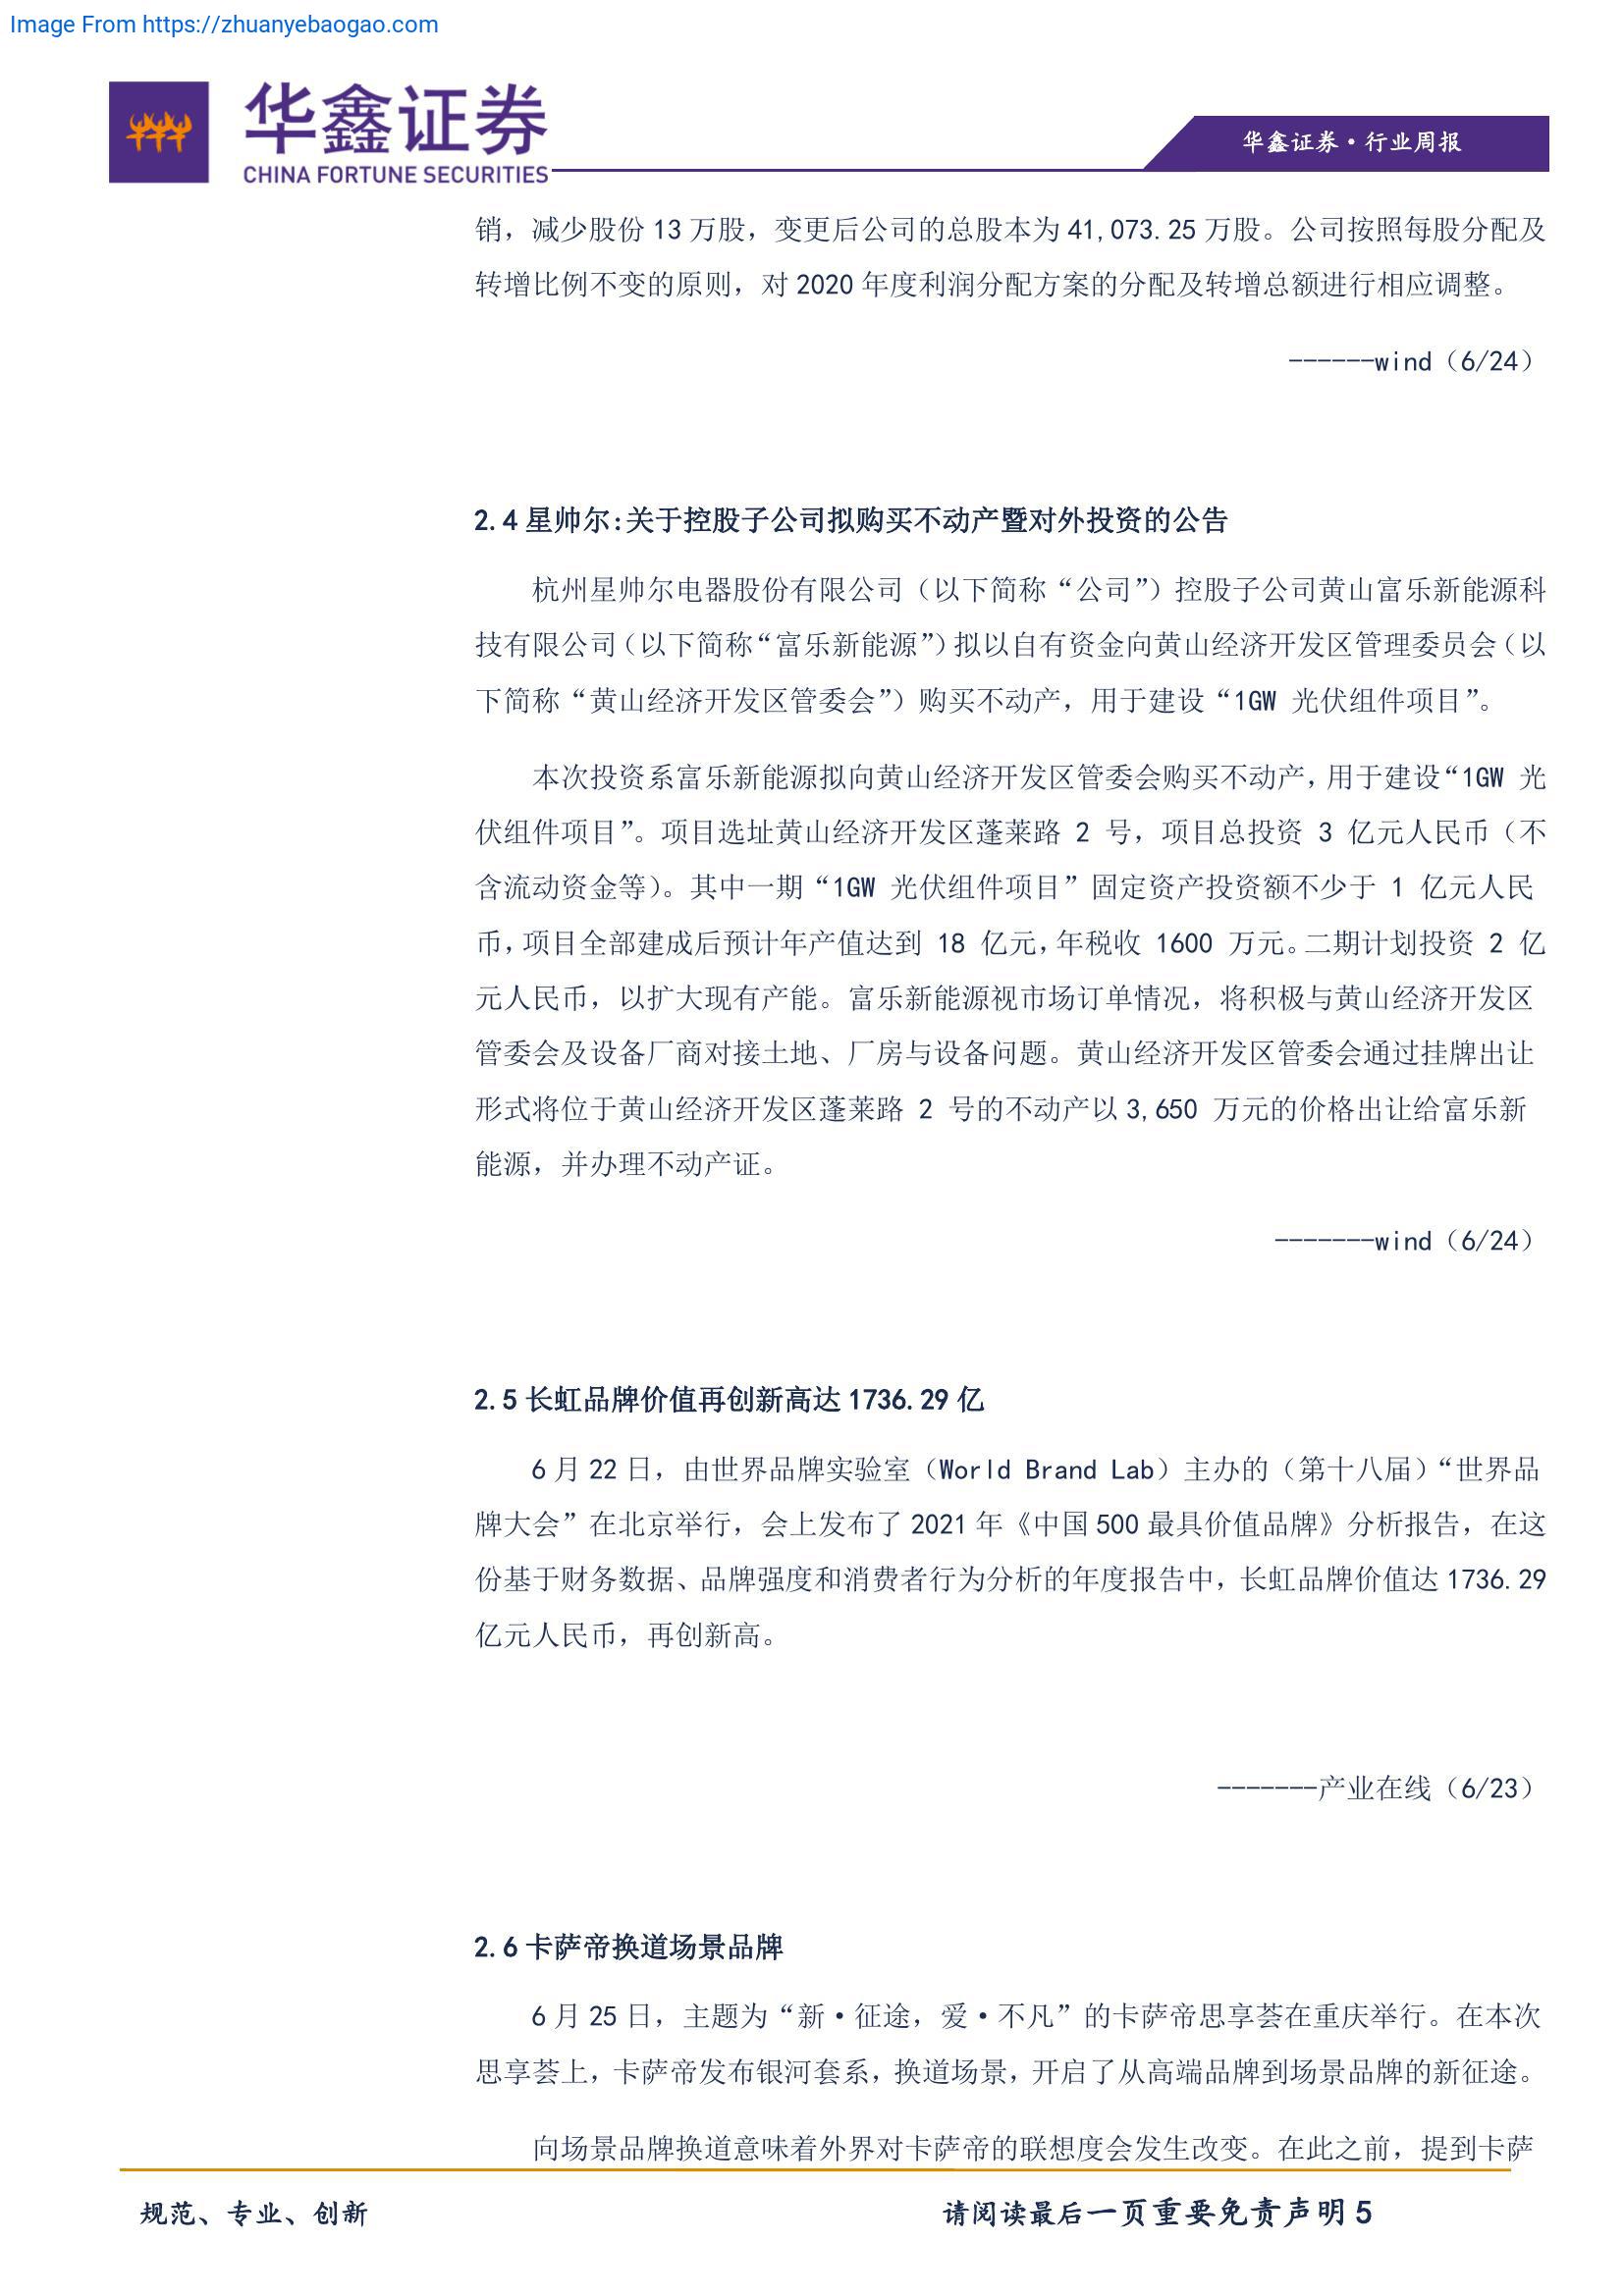 Image From https://zhuanyebaogao.com
华鑫证券
CHINA FORTUNE SECURITIES
华鑫证券·行业周报
销，减少股份 13 万股，变更后公司的总股本为 41,073.25 万股。公司按照每股分配及
转增比例不变的原则，对 2020 年度利润分配方案的分配及转增总额进行相应调整。
------wind（6/24）
2.4 星帅尔:关于控股子公司拟购买不动产暨对外投资的公告
杭州星帅尔电器股份有限公司（以下简称“公司”）控股子公司黄山富乐新能源科
技有限公司（以下简称“富乐新能源”）拟以自有资金向黄山经济开发区管理委员会（以
下简称“黄山经济开发区管委会”）购买不动产，用于建设“1GW 光伏组件项目”。
本次投资系富乐新能源拟向黄山经济开发区管委会购买不动产，用于建设“1GW 光
伏组件项目”。项目选址黄山经济开发区蓬莱路 2 号，项目总投资 3 亿元人民币（不
含流动资金等）。其中一期“1GW 光伏组件项目”固定资产投资额不少于 1 亿元人民
币，项目全部建成后预计年产值达到 18 亿元，年税收 1600 万元。二期计划投资 2 亿
元人民币，以扩大现有产能。富乐新能源视市场订单情况，将积极与黄山经济开发区
管委会及设备厂商对接土地、厂房与设备问题。黄山经济开发区管委会通过挂牌出让
形式将位于黄山经济开发区蓬莱路 2 号的不动产以 3,650 万元的价格出让给富乐新
能源，并办理不动产证。
-------wind（6/24）
2.5 长虹品牌价值再创新高达 1736.29 亿
6 月 22 日，由世界品牌实验室（World Brand Lab）主办的（第十八届）“世界品
牌大会”在北京举行，会上发布了 2021 年《中国 500 最具价值品牌》分析报告，在这
份基于财务数据、品牌强度和消费者行为分析的年度报告中，长虹品牌价值达 1736.29
亿元人民币，再创新高。
-------产业在线（6/23）
2.6 卡萨帝换道场景品牌
6 月 25 日，主题为“新·征途，爱·不凡”的卡萨帝思享荟在重庆举行。在本次
思享荟上，卡萨帝发布银河套系，换道场景，开启了从高端品牌到场景品牌的新征途。
向场景品牌换道意味着外界对卡萨帝的联想度会发生改变。在此之前，提到卡萨
规范、专业、创新
请阅读最后一页重要免责声明 5